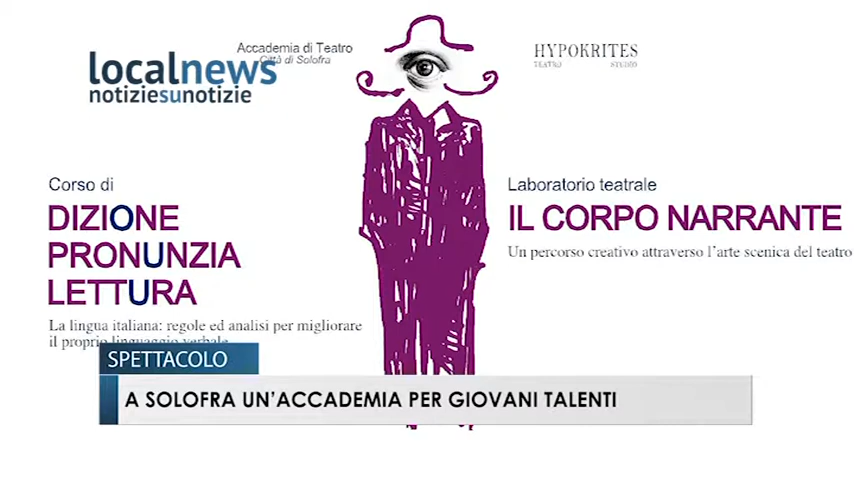 localnews
notiziesunotizie
Accademia di Teatro
Città di Solofra
HYPOKRITES
TEATRO STUDIO
Corso di
DIZIONE
PRONUNZIA
LETTURA
La lingua italiana: regole ed analisi per migliorare
il proprio linguaggio verbale
Laboratorio teatrale
IL CORPO NARRANTE
Un percorso creativo attraverso l'arte scenica del teatro
SPETTACOLO
A SOLOFRA UN'ACCADEMIA PER GIOVANI TALENTI